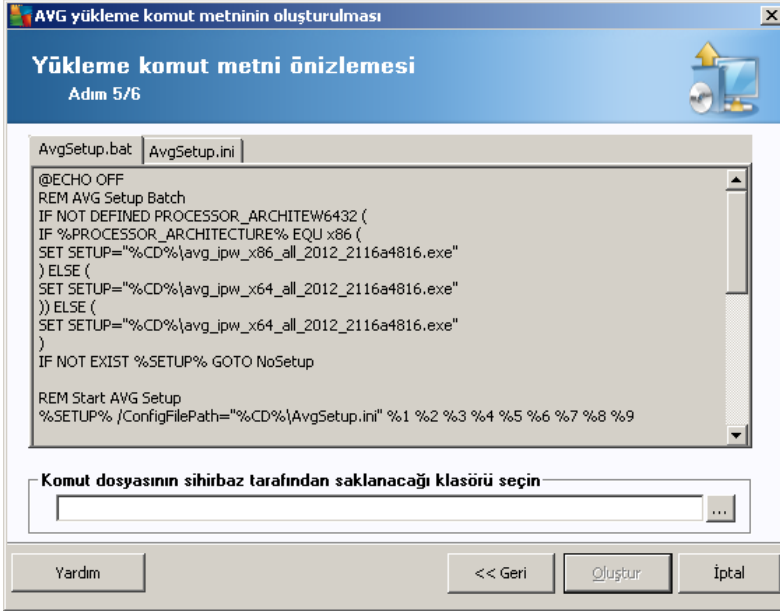 AVG yükleme komut metninin oluşturulması
Yükleme komut metni önizlemesi
Adım 5/6
AvgSetup.bat AvgSetup.ini
@ECHO OFF
REM AVG Setup Batch
IF NOT DEFINED PROCESSOR_ARCHITEW6432 (
IF %PROCESSOR_ARCHITECTURE% EQU x86 (
SET SETUP="%CD%\avg_ipw_x86_all_2012_2116a4816.exe"
) ELSE (
SET SETUP="%CD%\avg_ipw_x64_all_2012_2116a4816.exe"
)) ELSE (
SET SETUP="%CD%\avg_ipw_x64_all_2012_2116a4816.exe"
)
IF NOT EXIST %SETUP% GOTO NoSetup
REM Start AVG Setup
%SETUP% /ConfigFilePath="%CD%\AvgSetup.ini" %1 %2 %3 %4 %5 %6 %7 %8 %9
Komut dosyasının sihirbaz tarafından saklanacağı klasörü seçin
...
Yardım << Geri Oluştur İptal